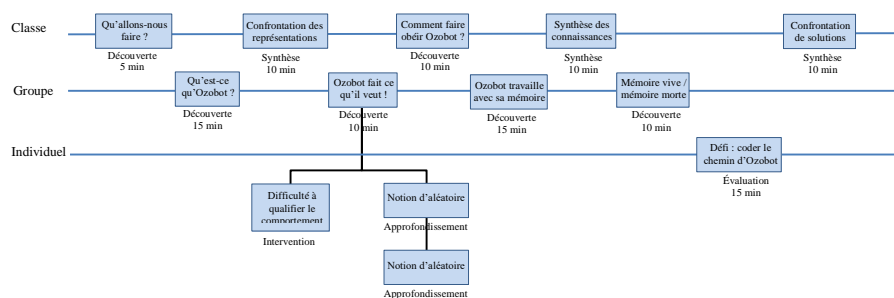 Classe
Qu'allons-nous
faire ?
Découverte
5 min
Confrontation des
représentations
Synthèse
10 min
Comment faire
obéir Ozobot ?
Découverte
10 min
Synthèse des
connaissances
Synthèse
10 min
Confrontation
de solutions
Synthèse
10 min
Groupe
Qu'est-ce
qu'Ozobot ?
Découverte
15 min
Ozobot fait ce
qu'il veut !
Découverte
10 min
Ozobot travaille
avec sa mémoire
Découverte
15 min
Mémoire vive /
mémoire morte
Découverte
10 min
Individuel
Défi : coder le
chemin d'Ozobot
Évaluation
15 min
Difficulté à
qualifier le
comportement
Intervention
Notion d'aléatoire
Approfondissement
Notion d'aléatoire
Approfondissement